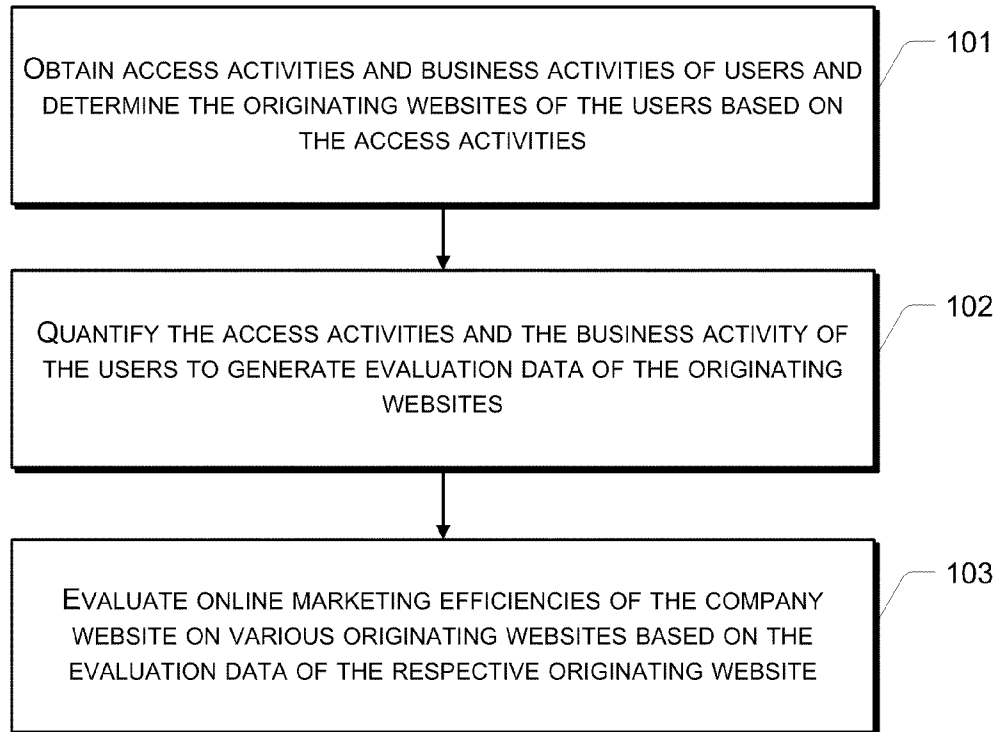 OBTAIN ACCESS ACTIVITIES AND BUSINESS ACTIVITIES OF USERS AND
DETERMINE THE ORIGINATING WEBSITES OF THE USERS BASED ON
THE ACCESS ACTIVITIES
101
QUANTIFY THE ACCESS ACTIVITIES AND THE BUSINESS ACTIVITY OF
THE USERS TO GENERATE EVALUATION DATA OF THE ORIGINATING
WEBSITES
102
EVALUATE ONLINE MARKETING EFFICIENCIES OF THE COMPANY
WEBSITE ON VARIOUS ORIGINATING WEBSITES BASED ON THE
EVALUATION DATA OF THE RESPECTIVE ORIGINATING WEBSITE
103